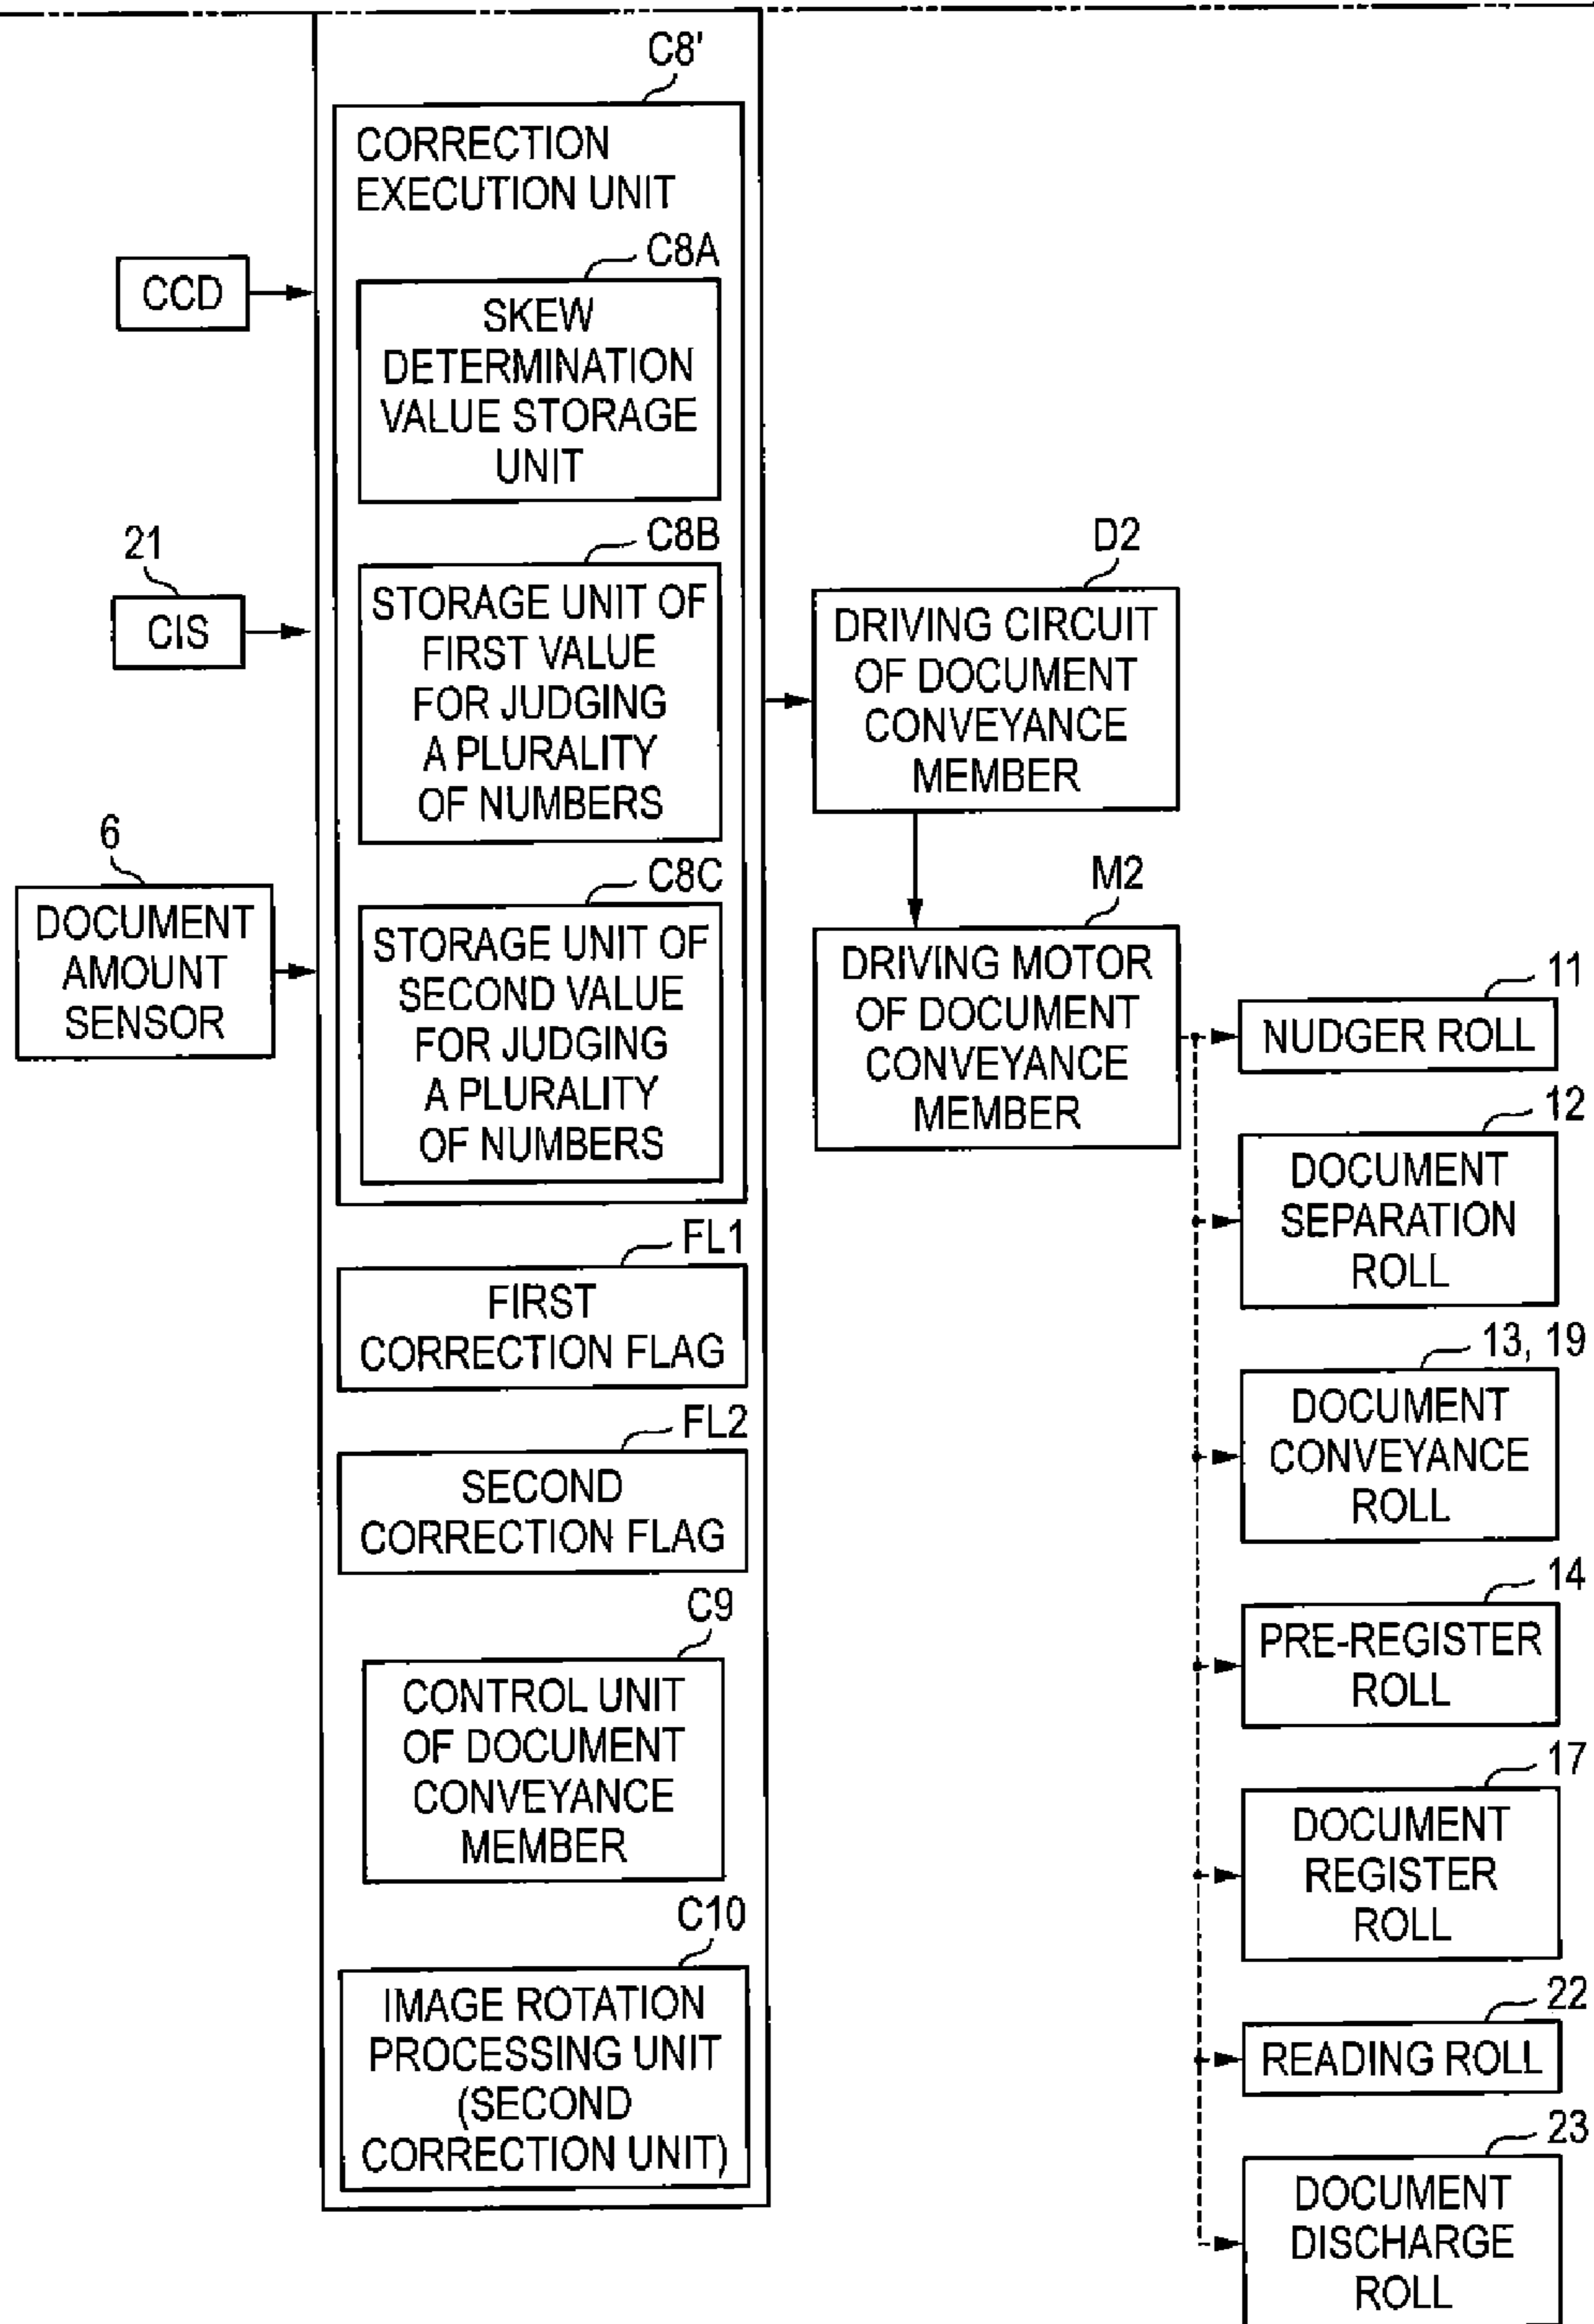 C8'
CORRECTION
EXECUTION UNIT
C8A
SKEW
DETERMINATION
VALUE STORAGE
UNIT
C8B
STORAGE UNIT OF
FIRST VALUE
FOR JUDGING
A PLURALITY
OF NUMBERS
C8C
STORAGE UNIT OF
SECOND VALUE
FOR JUDGING
A PLURALITY
OF NUMBERS
FL1
FIRST
CORRECTION FLAG
FL2
SECOND
CORRECTION FLAG
C9
CONTROL UNIT
OF DOCUMENT
CONVEYANCE
MEMBER
C10
IMAGE ROTATION
PROCESSING UNIT
(SECOND
CORRECTION UNIT)
CCD
21
CIS
6
DOCUMENT
AMOUNT
SENSOR
D2
DRIVING CIRCUIT
OF DOCUMENT
CONVEYANCE
MEMBER
M2
DRIVING MOTOR
OF DOCUMENT
CONVEYANCE
MEMBER
11
NUDGER ROLL
12
DOCUMENT
SEPARATION
ROLL
13, 19
DOCUMENT
CONVEYANCE
ROLL
14
PRE-REGISTER
ROLL
17
DOCUMENT
REGISTER
ROLL
22
READING ROLL
23
DOCUMENT
DISCHARGE
ROLL